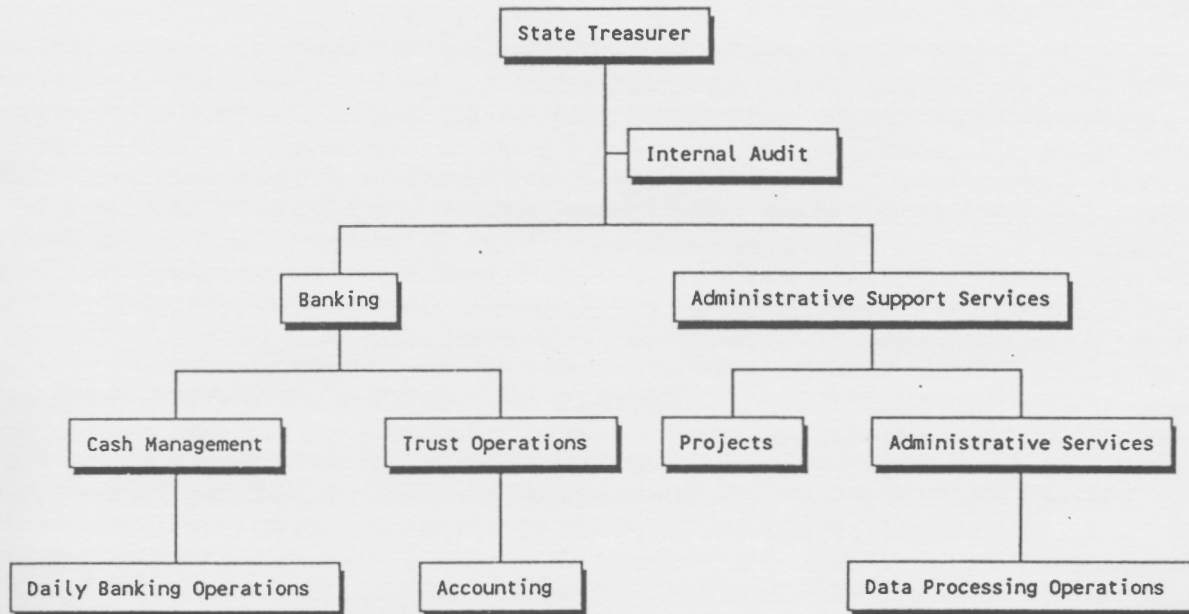 State Treasurer
Internal Audit
Banking
Administrative Support Services
Cash Management
Trust Operations
Projects
Administrative Services
Daily Banking Operations
Accounting
Data Processing Operations